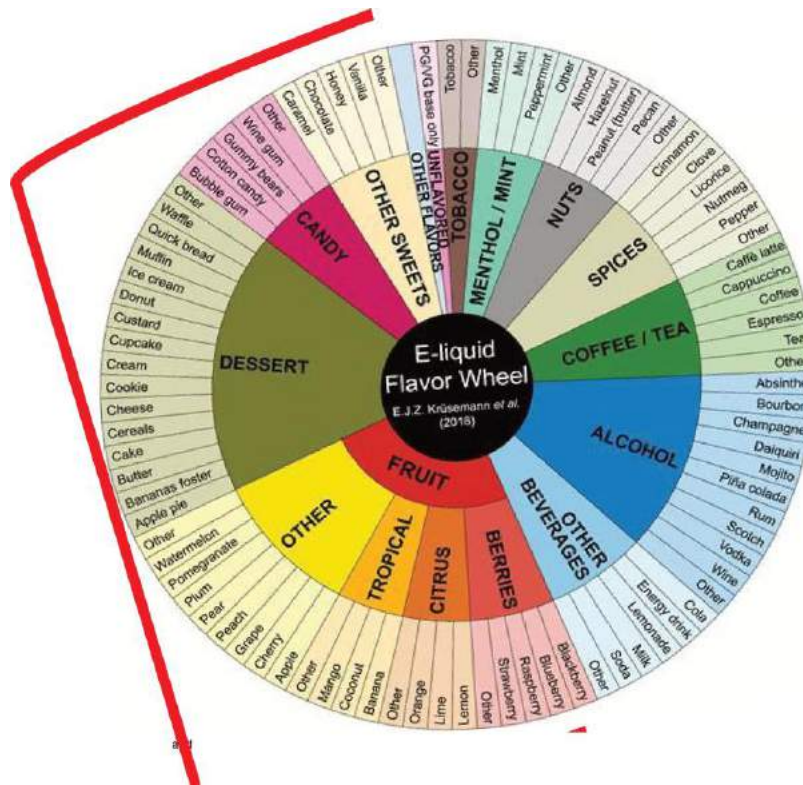 E-liquid
Flavor Wheel
E.J.Z. Krüsemann et al.
(2018)
TOBACCO
Tobacco
Other
MENTHOL / MINT
Menthol
Mint
Peppermint
Other
NUTS
Almond
Hazelnut
Peanut (butter)
Pecan
Other
SPICES
Cinnamon
Clove
Licorice
Nutmeg
Pepper
Other
COFFEE / TEA
Caffè latte
Cappuccino
Coffee
Espresso
Tea
Other
ALCOHOL
Absinthe
Bourbon
Champagne
Daiquiri
Mojito
Piña colada
Rum
Scotch
Vodka
Wine
Other
OTHER
BEVERAGES
Cola
Energy drink
Lemonade
Milk
Soda
Other
FRUIT
BERRIES
Blackberry
Blueberry
Raspberry
Strawberry
Other
CITRUS
Lemon
Lime
Orange
Other
TROPICAL
Banana
Coconut
Mango
Other
OTHER
Apple
Cherry
Grape
Peach
Pear
Plum
Pomegranate
Watermelon
Other
DESSERT
Apple pie
Bananas foster
Butter
Cake
Cereals
Cheese
Cookie
Cream
Cupcake
Custard
Donut
Ice cream
Muffin
Quick bread
Waffle
Other
CANDY
Bubble gum
Cotton candy
Gummy bears
Wine gum
Other
OTHER SWEETS
Caramel
Chocolate
Honey
Vanilla
Other
OTHER FLAVORS
UNFLAVORED
PG/VG base only